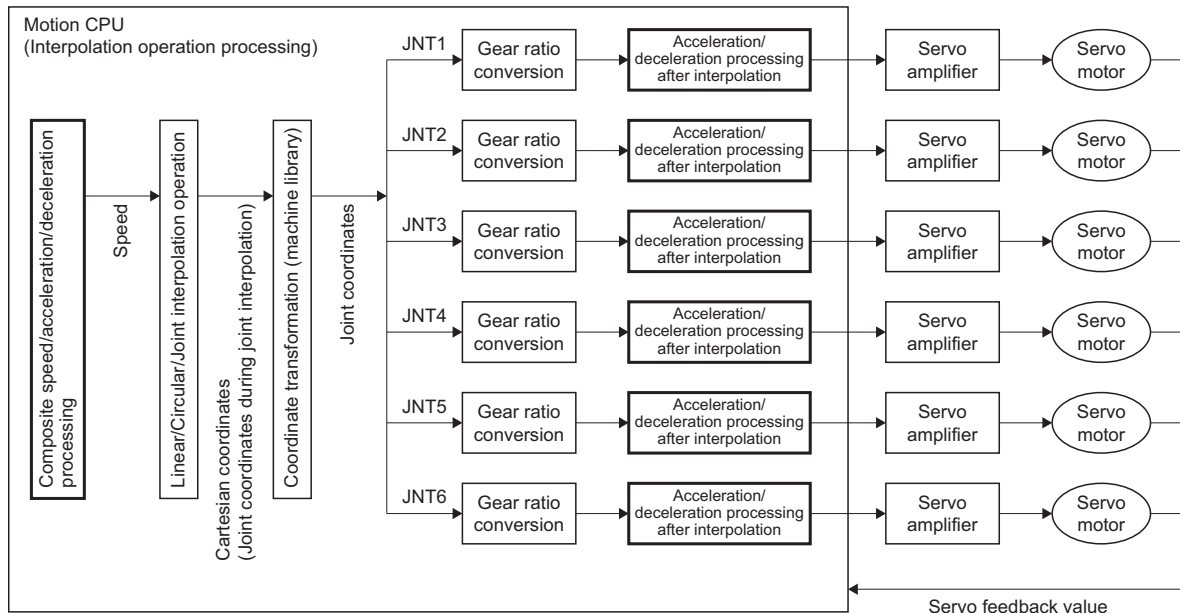 Motion CPU
(Interpolation operation processing)
Composite speed/acceleration/deceleration
processing
Speed
Linear/Circular/Joint interpolation operation
Cartesian coordinates
(Joint coordinates during joint interpolation)
Coordinate transformation (machine library)
Joint coordinates
JNT1
Gear ratio
conversion
Acceleration/
deceleration processing
after interpolation
Servo
amplifier
Servo
motor
JNT2
Gear ratio
conversion
Acceleration/
deceleration processing
after interpolation
Servo
amplifier
Servo
motor
JNT3
Gear ratio
conversion
Acceleration/
deceleration processing
after interpolation
Servo
amplifier
Servo
motor
JNT4
Gear ratio
conversion
Acceleration/
deceleration processing
after interpolation
Servo
amplifier
Servo
motor
JNT5
Gear ratio
conversion
Acceleration/
deceleration processing
after interpolation
Servo
amplifier
Servo
motor
JNT6
Gear ratio
conversion
Acceleration/
deceleration processing
after interpolation
Servo
amplifier
Servo
motor
Servo feedback value